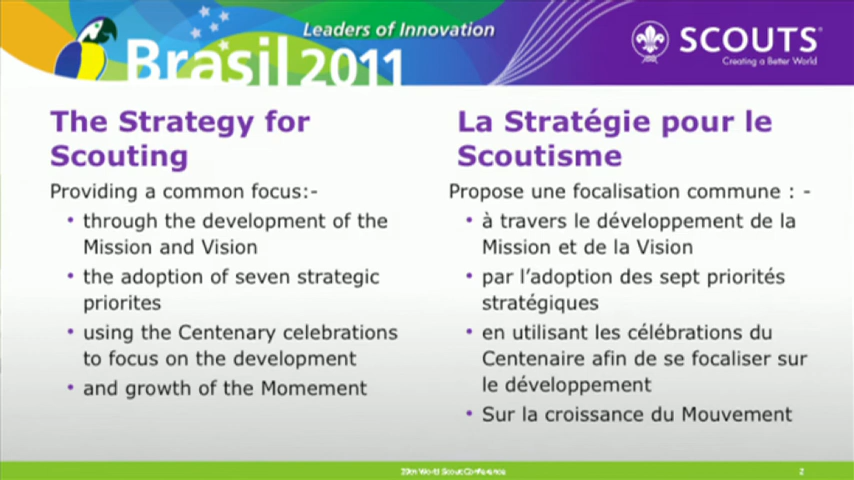 Leaders of Innovation
Brasil 2011
SCOUTS
Creating a Better World
The Strategy for
Scouting
Providing a common focus:-
• through the development of the
Mission and Vision
• the adoption of seven strategic
priorites
• using the Centenary celebrations
to focus on the development
• and growth of the Momement
La Stratégie pour le
Scoutisme
Propose une focalisation commune : -
• à travers le développement de la
Mission et de la Vision
• par l’adoption des sept priorités
stratégiques
• en utilisant les célébrations du
Centenaire afin de se focaliser sur
le développement
• Sur la croissance du Mouvement
World Scout Conference
2